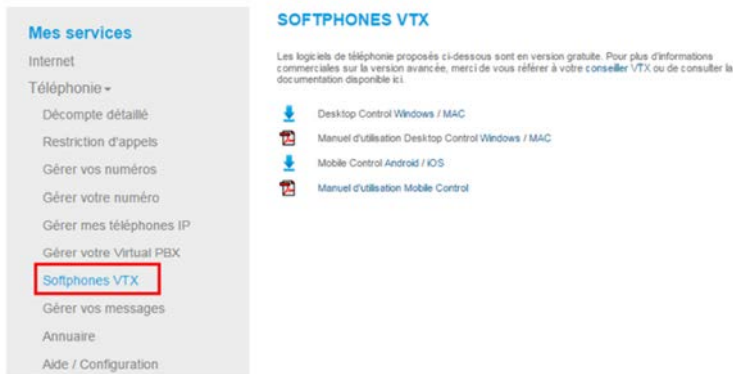 Mes services
Internet
Téléphonie
Décompte détaillé
Restriction d'appels
Gérer vos numéros
Gérer votre numéro
Gérer mes téléphones IP
Gérer votre Virtual PBX
Softphones VTX
Gérer vos messages
Annuaire
Aide / Configuration
SOFTPHONES VTX
Les logiciels de téléphonie proposés ci-dessous sont en version gratuite. Pour plus d'informations
commerciales sur la version avancée, merci de vous référer à votre conseiller VTX ou de consulter la
documentation disponible ici.
Desktop Control Windows / MAC
Manuel d'utilisation Desktop Control Windows / MAC
Mobile Control Android / iOS
Manuel d'utilisation Mobile Control